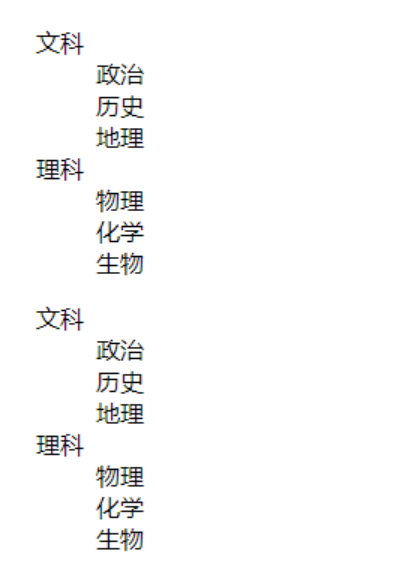 文科
政治
历史
地理
理科
物理
化学
生物
文科
政治
历史
地理
理科
物理
化学
生物